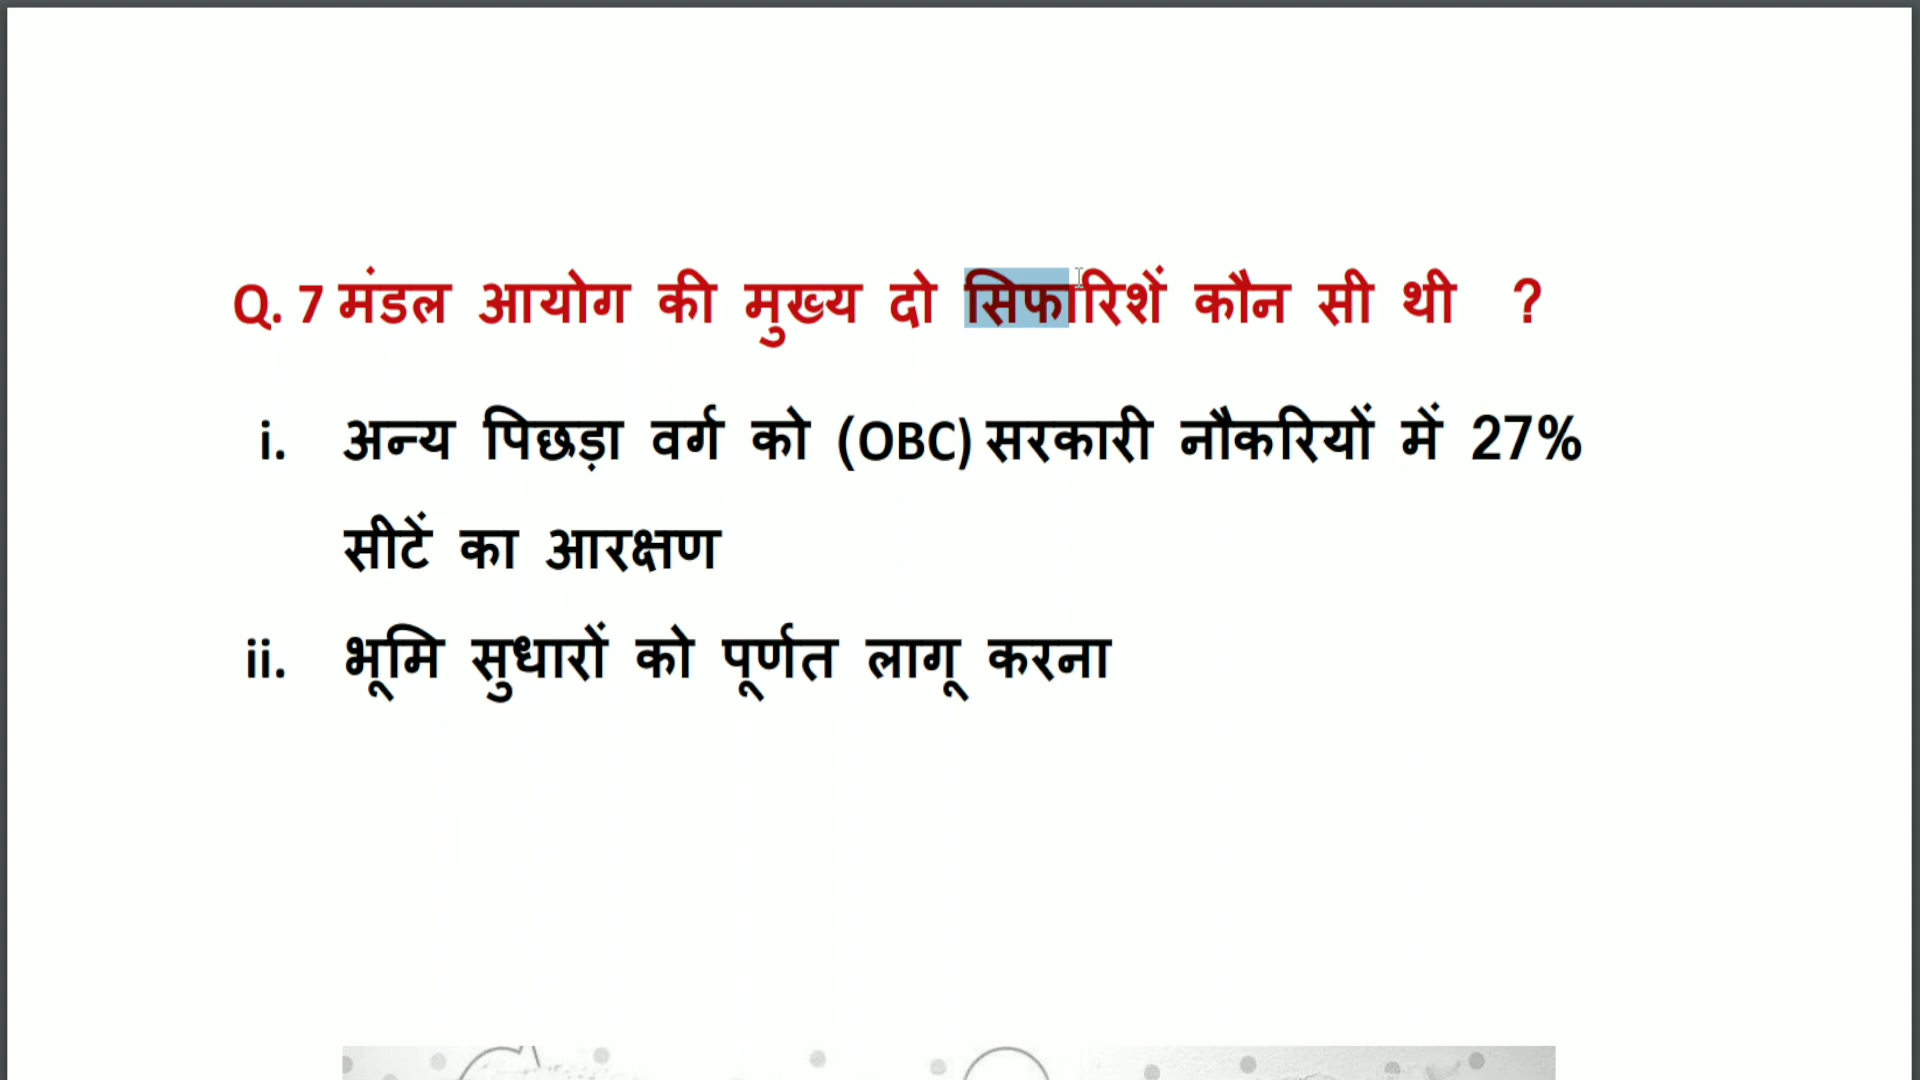 Q. 7 मंडल आयोग की मुख्य दो सिफारिशें कौन सी थी ?
i. अन्य पिछड़ा वर्ग को (OBC) सरकारी नौकरियों में 27%
सीटें का आरक्षण
ii. भूमि सुधारों को पूर्णत लागू करना